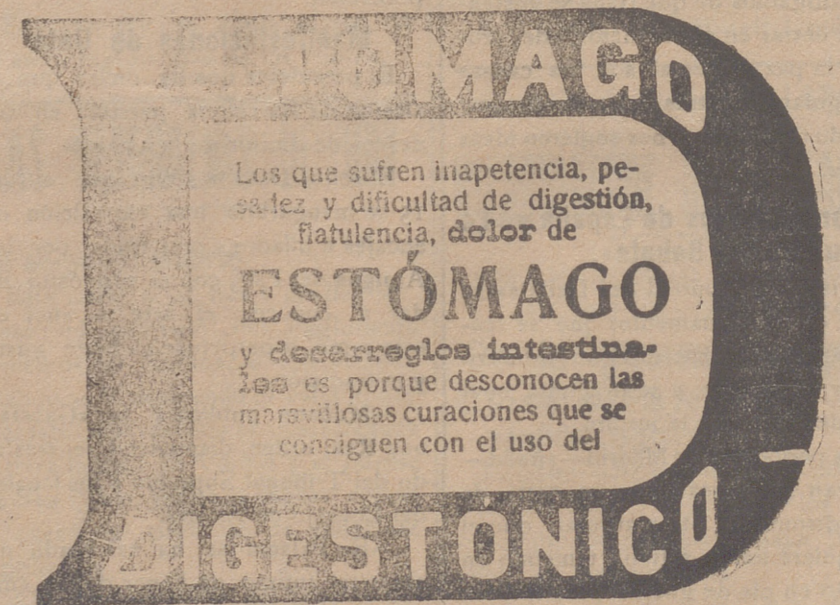 ESTÓMAGO
Los que sufren inapetencia, pe-
sadez y dificultad de digestión,
flatulencia, dolor de
ESTÓMAGO
y desarreglos intestina-
les es porque desconocen las
maravillosas curaciones que se
consiguen con el uso del
DIGESTÓNICO